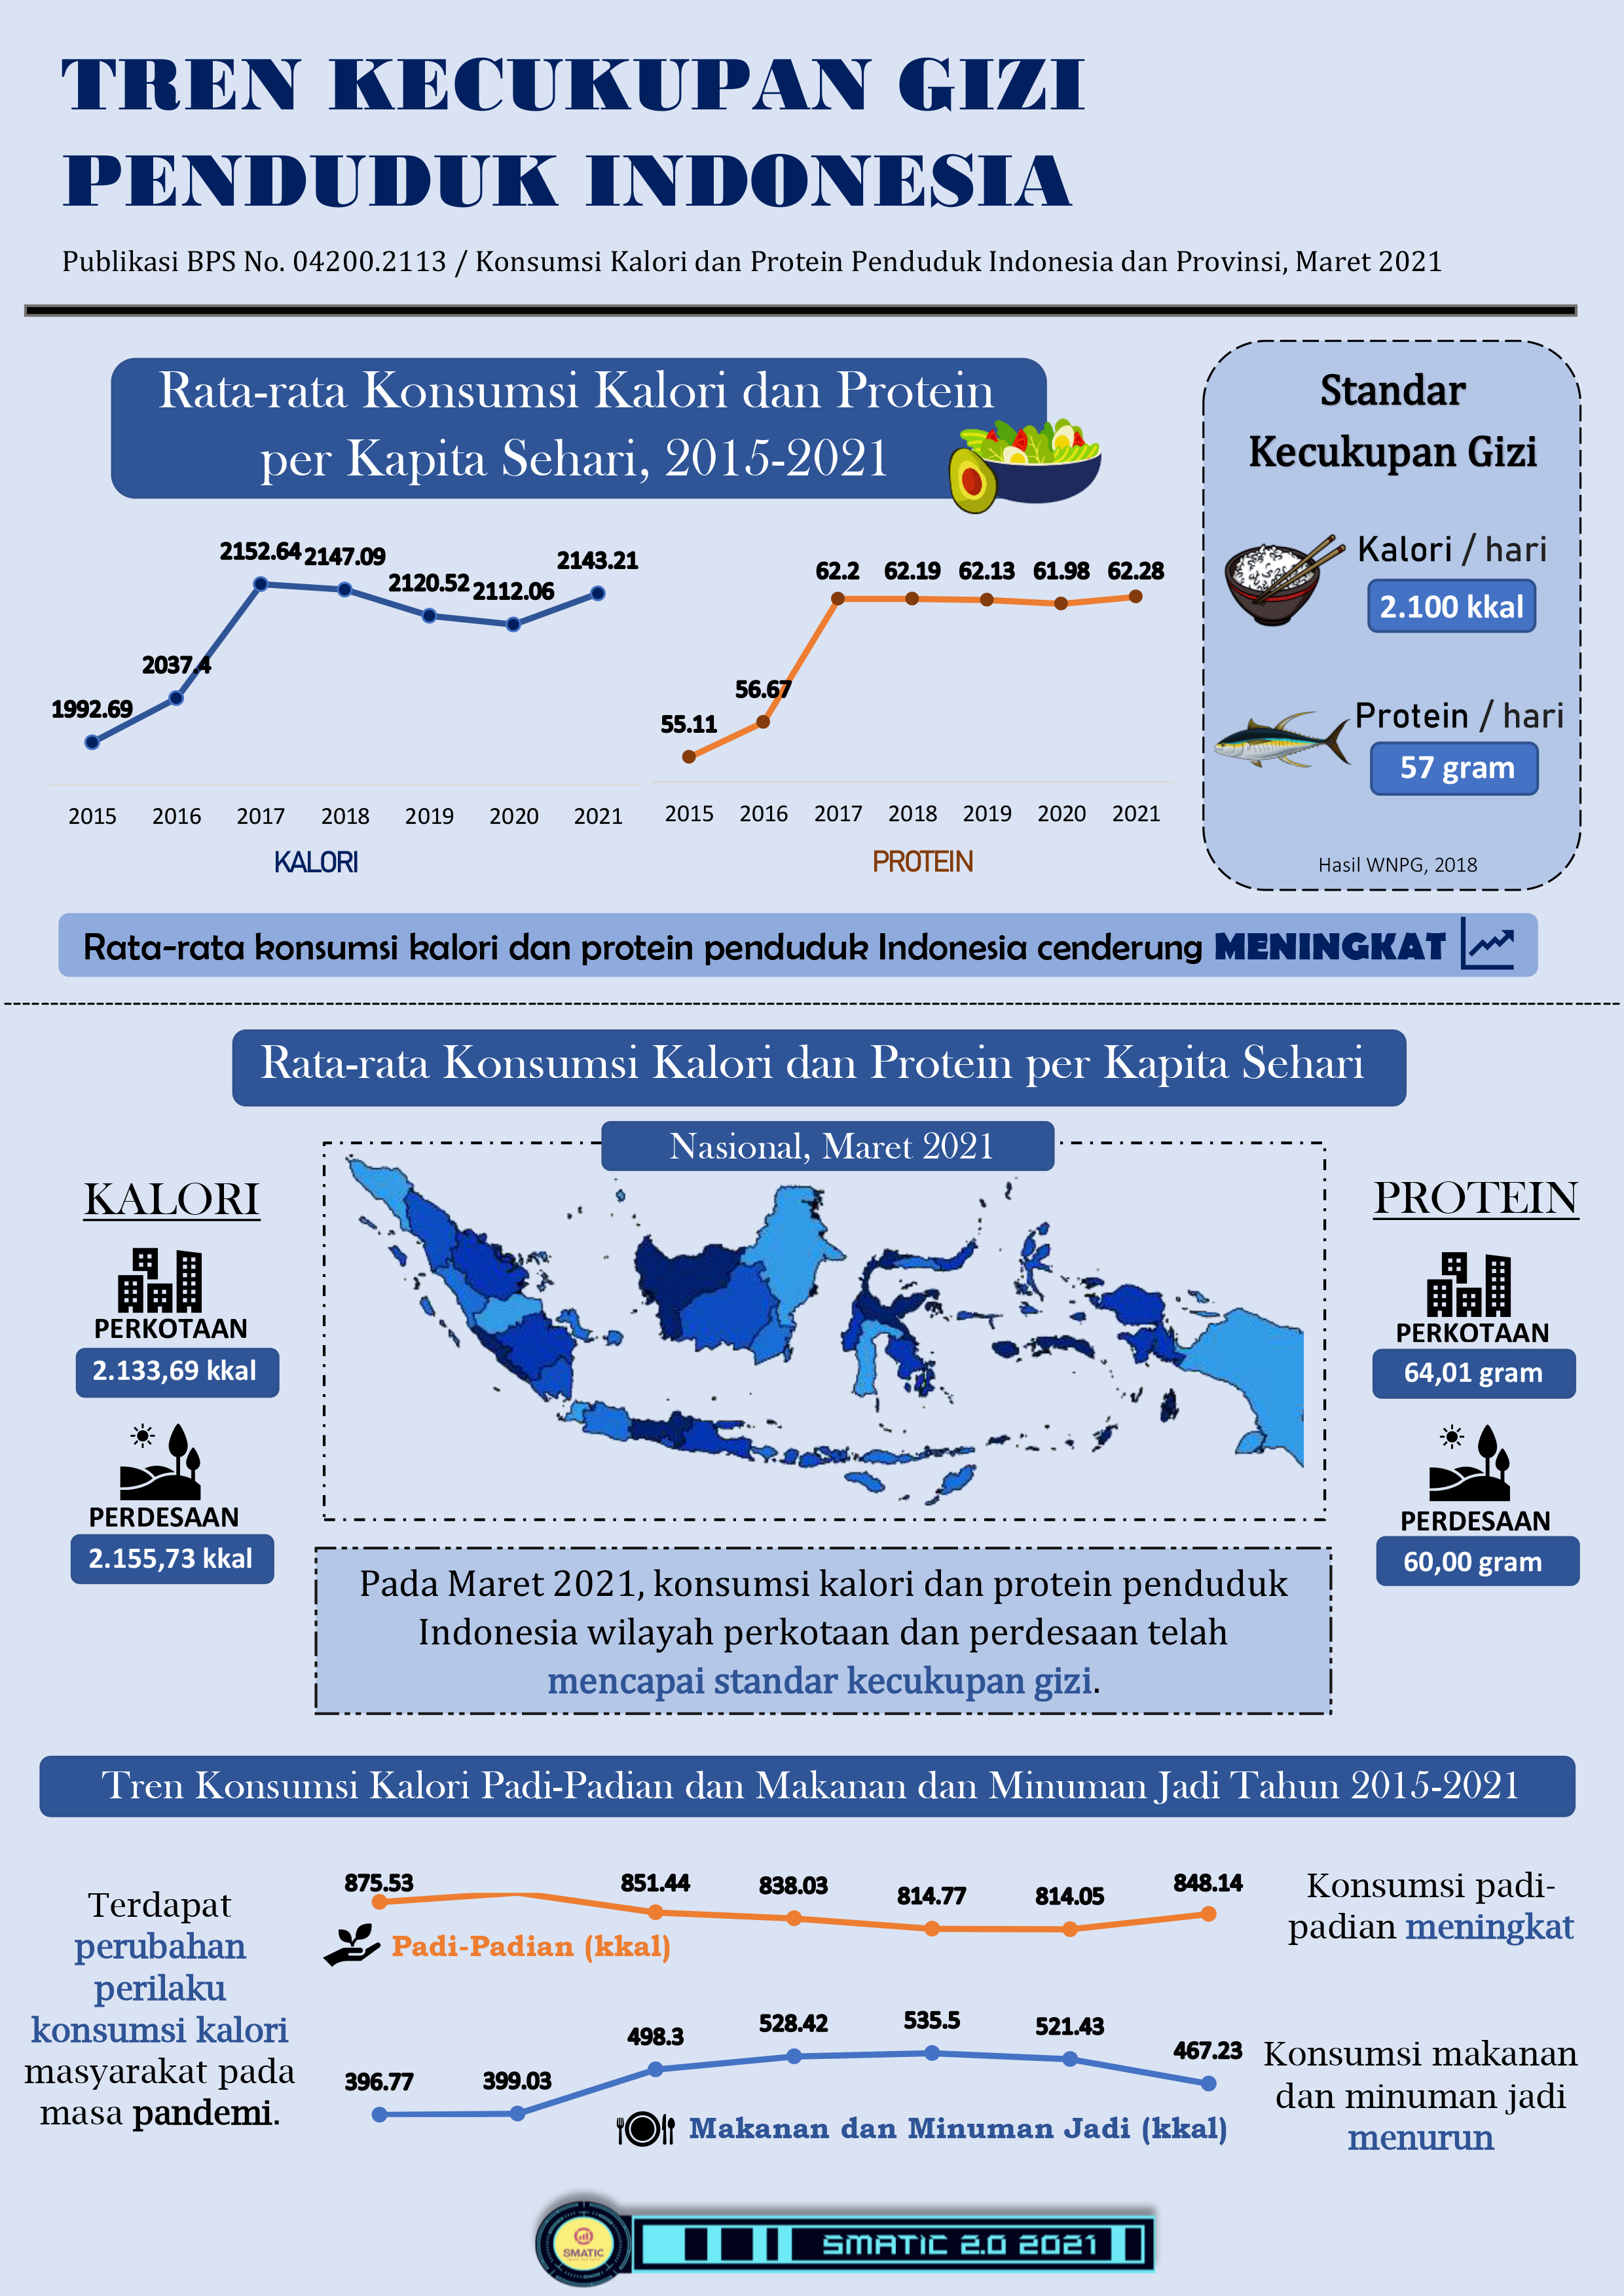 TREN KECUKUPAN GIZI
PENDUDUK INDONESIA
Publikasi BPS No. 04200.2113 / Konsumsi Kalori dan Protein Penduduk Indonesia dan Provinsi, Maret 2021
Rata-rata Konsumsi Kalori dan Protein
per Kapita Sehari, 2015-2021
1992.69
2037.4
2152.64
2147.09
2120.52
2112.06
2143.21
2015 2016 2017 2018 2019 2020 2021
KALORI
55.11
56.67
62.2
62.19
62.13
61.98
62.28
2015 2016 2017 2018 2019 2020 2021
PROTEIN
Standar
Kecukupan Gizi
Kalori / hari
2.100 kkal
Protein / hari
57 gram
Hasil WNPG, 2018
Rata-rata konsumsi kalori dan protein penduduk Indonesia cenderung MENINGKAT
Rata-rata Konsumsi Kalori dan Protein per Kapita Sehari
Nasional, Maret 2021
KALORI
PERKOTAAN
2.133,69 kkal
PERDESAAN
2.155,73 kkal
PROTEIN
PERKOTAAN
64,01 gram
PERDESAAN
60,00 gram
Pada Maret 2021, konsumsi kalori dan protein penduduk
Indonesia wilayah perkotaan dan perdesaan telah
mencapai standar kecukupan gizi.
Tren Konsumsi Kalori Padi-Padian dan Makanan dan Minuman Jadi Tahun 2015-2021
Terdapat
perubahan
perilaku
konsumsi kalori
masyarakat pada
masa pandemi.
875.53
851.44
838.03
814.77
814.05
848.14
Padi-Padian (kkal)
Konsumsi padi-
padian meningkat
396.77
399.03
498.3
528.42
535.5
521.43
467.23
Makanan dan Minuman Jadi (kkal)
Konsumsi makanan
dan minuman jadi
menurun
SMATIC
SMATIC 2.0 2021